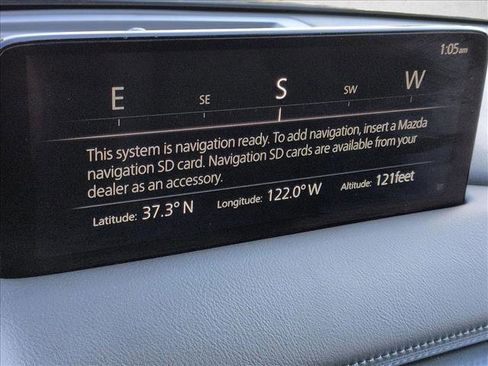 1:05am
E SE S SW W
This system is navigation ready. To add navigation, insert a Mazda
navigation SD card. Navigation SD cards are available from your
dealer as an accessory.
Latitude: 37.3° N Longitude: 122.0° W Altitude: 121feet